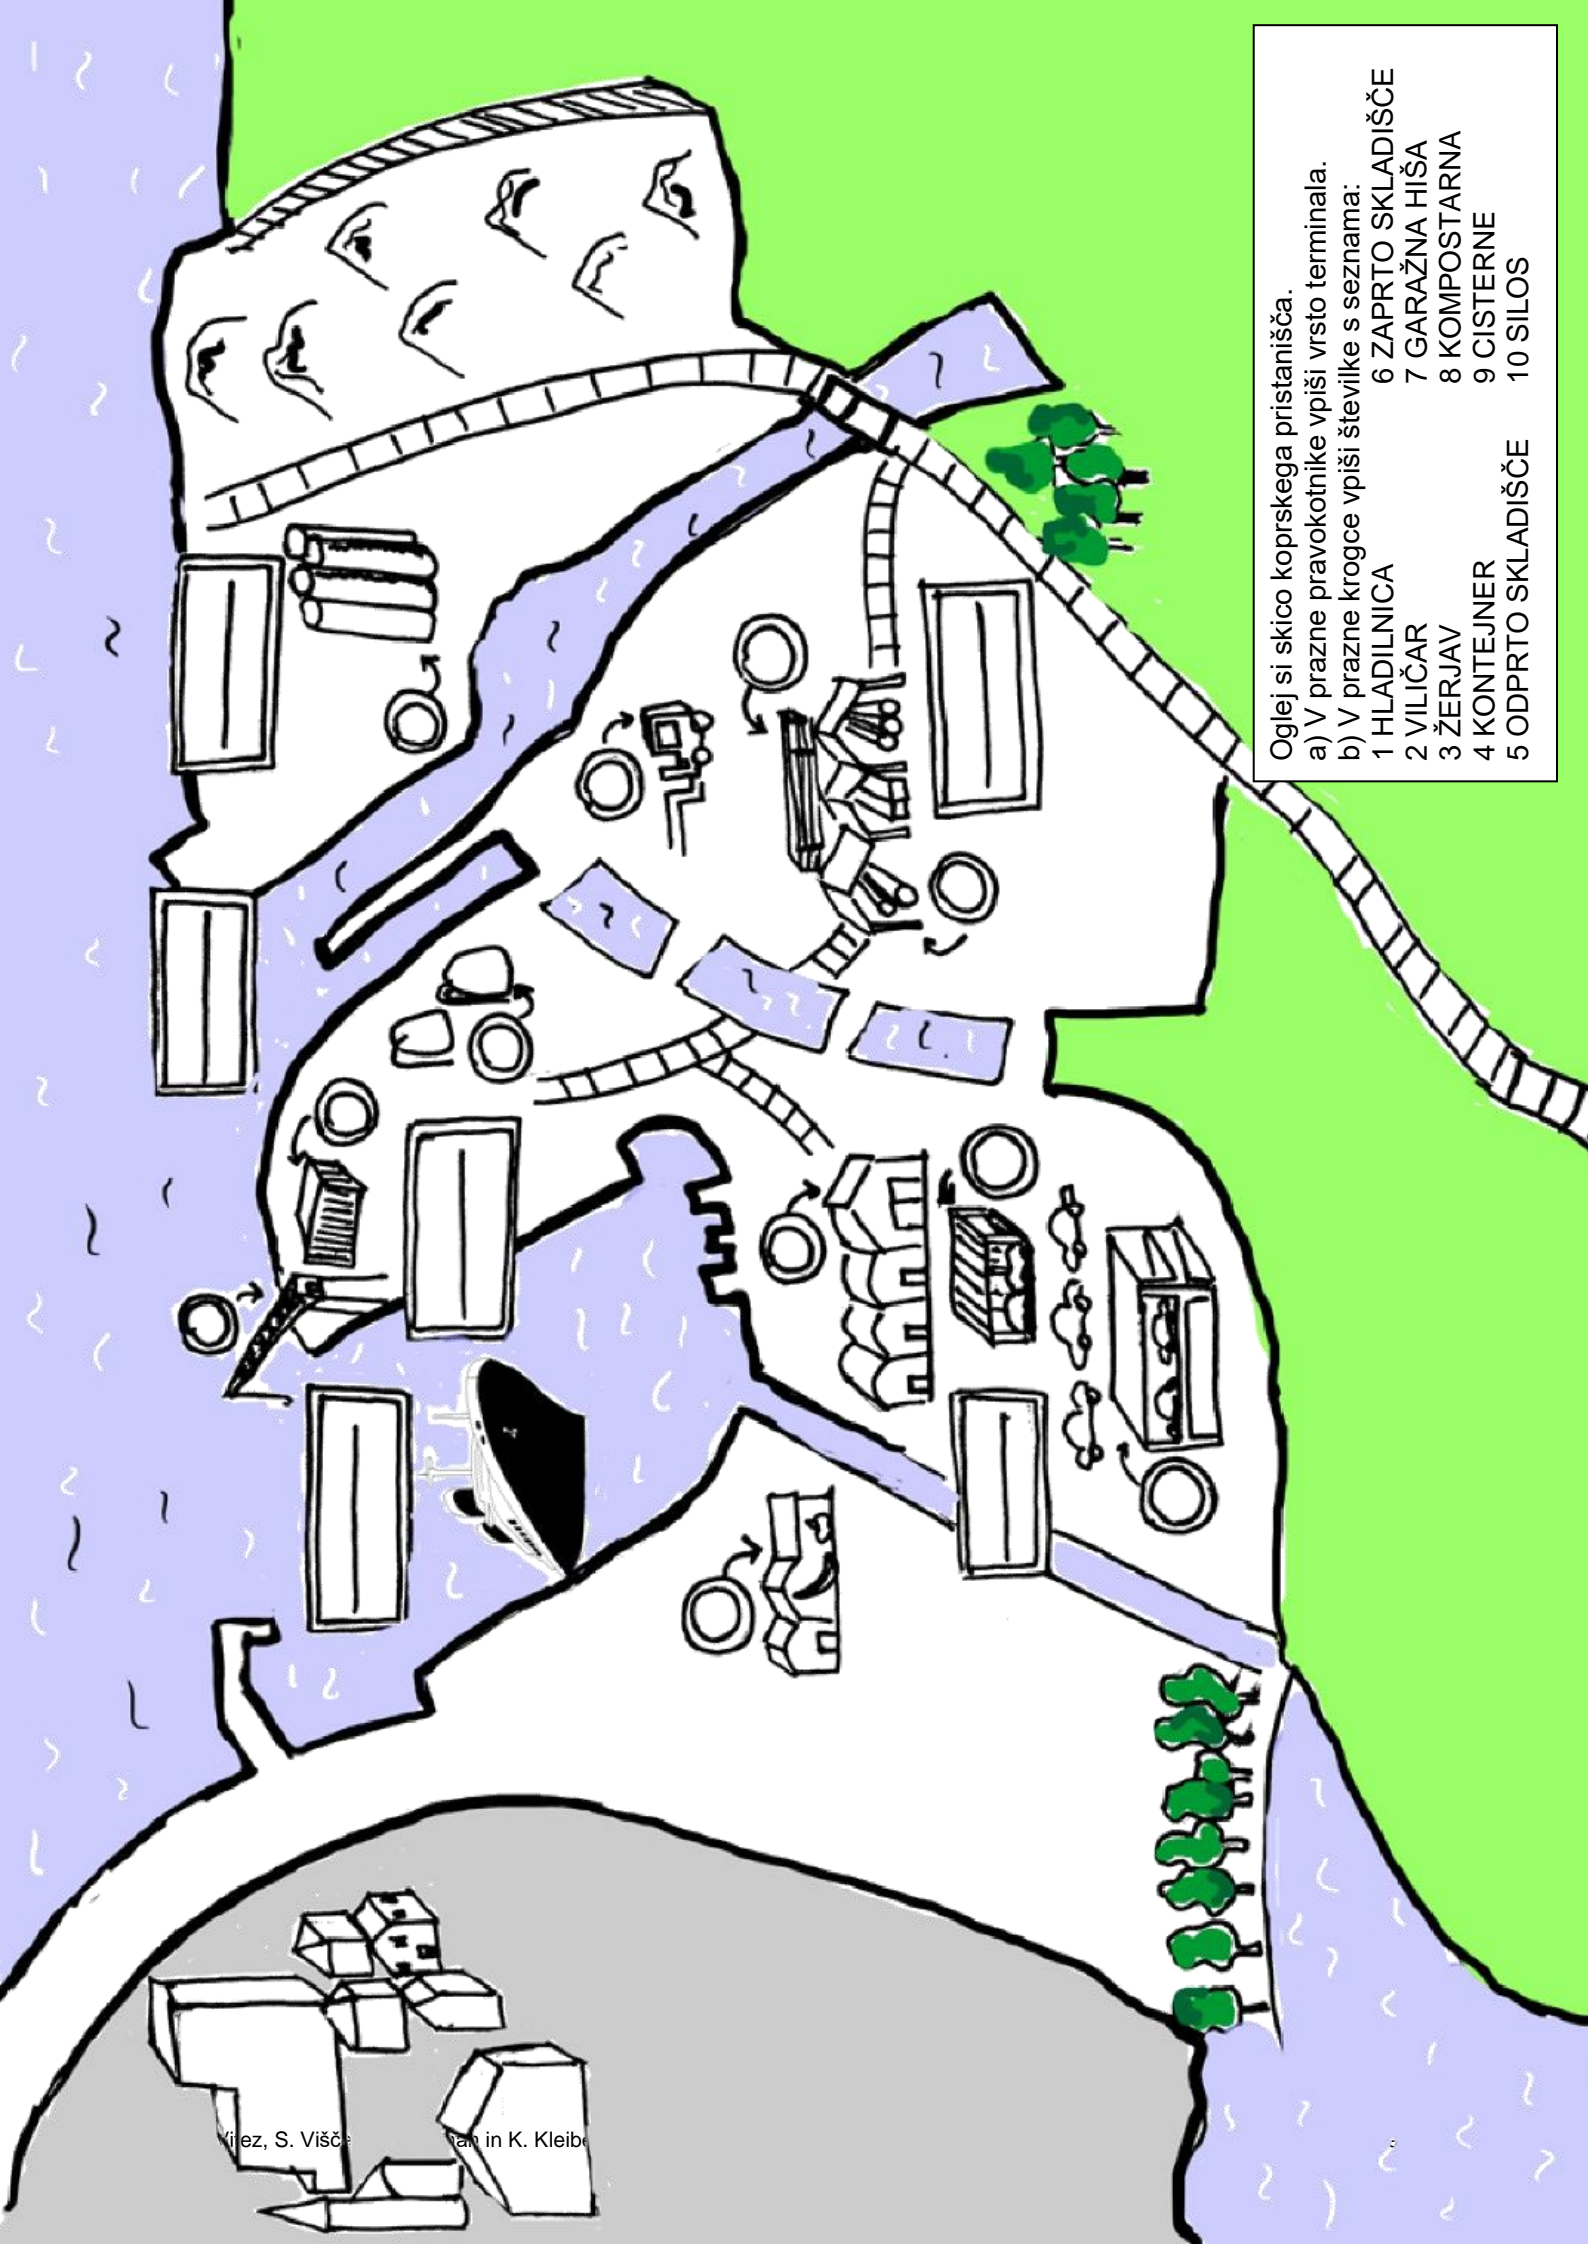 Oglej si skico koprskega pristanišča.
a) V prazne pravokotnike vpiši vrsto terminala.
b) V prazne krogce vpiši številke s seznama:
1 HLADILNICA 6 ZAPRTO SKLADIŠČE
2 VILIČAR 7 GARAŽNA HIŠA
3 ŽERJAV 8 KOMPOSTARNA
4 KONTEJNER 9 CISTERNE
5 ODPRTO SKLADIŠČE 10 SILOS
S. in K.